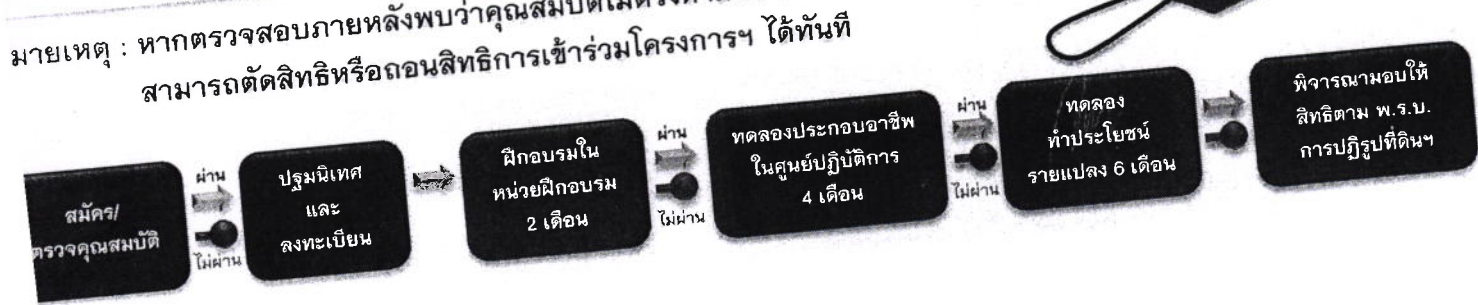 มายเหตุ : หากตรวจสอบภายหลังพบว่าคุณสมบัติไม่ตรงตาม
สามารถตัดสิทธิหรือถอนสิทธิการเข้าร่วมโครงการฯ ได้ทันที
สมัคร/
ตรวจคุณสมบัติ
ผ่าน
ไม่ผ่าน
ปฐมนิเทศ
และ
ลงทะเบียน
ฝึกอบรมใน
หน่วยฝึกอบรม
2 เดือน
ผ่าน
ไม่ผ่าน
ทดลองประกอบอาชีพ
ในศูนย์ปฏิบัติการ
4 เดือน
ผ่าน
ไม่ผ่าน
ทดลอง
ทำประโยชน์
รายแปลง 6 เดือน
พิจารณามอบให้
สิทธิตาม พ.ร.บ.
การปฏิรูปที่ดินฯ